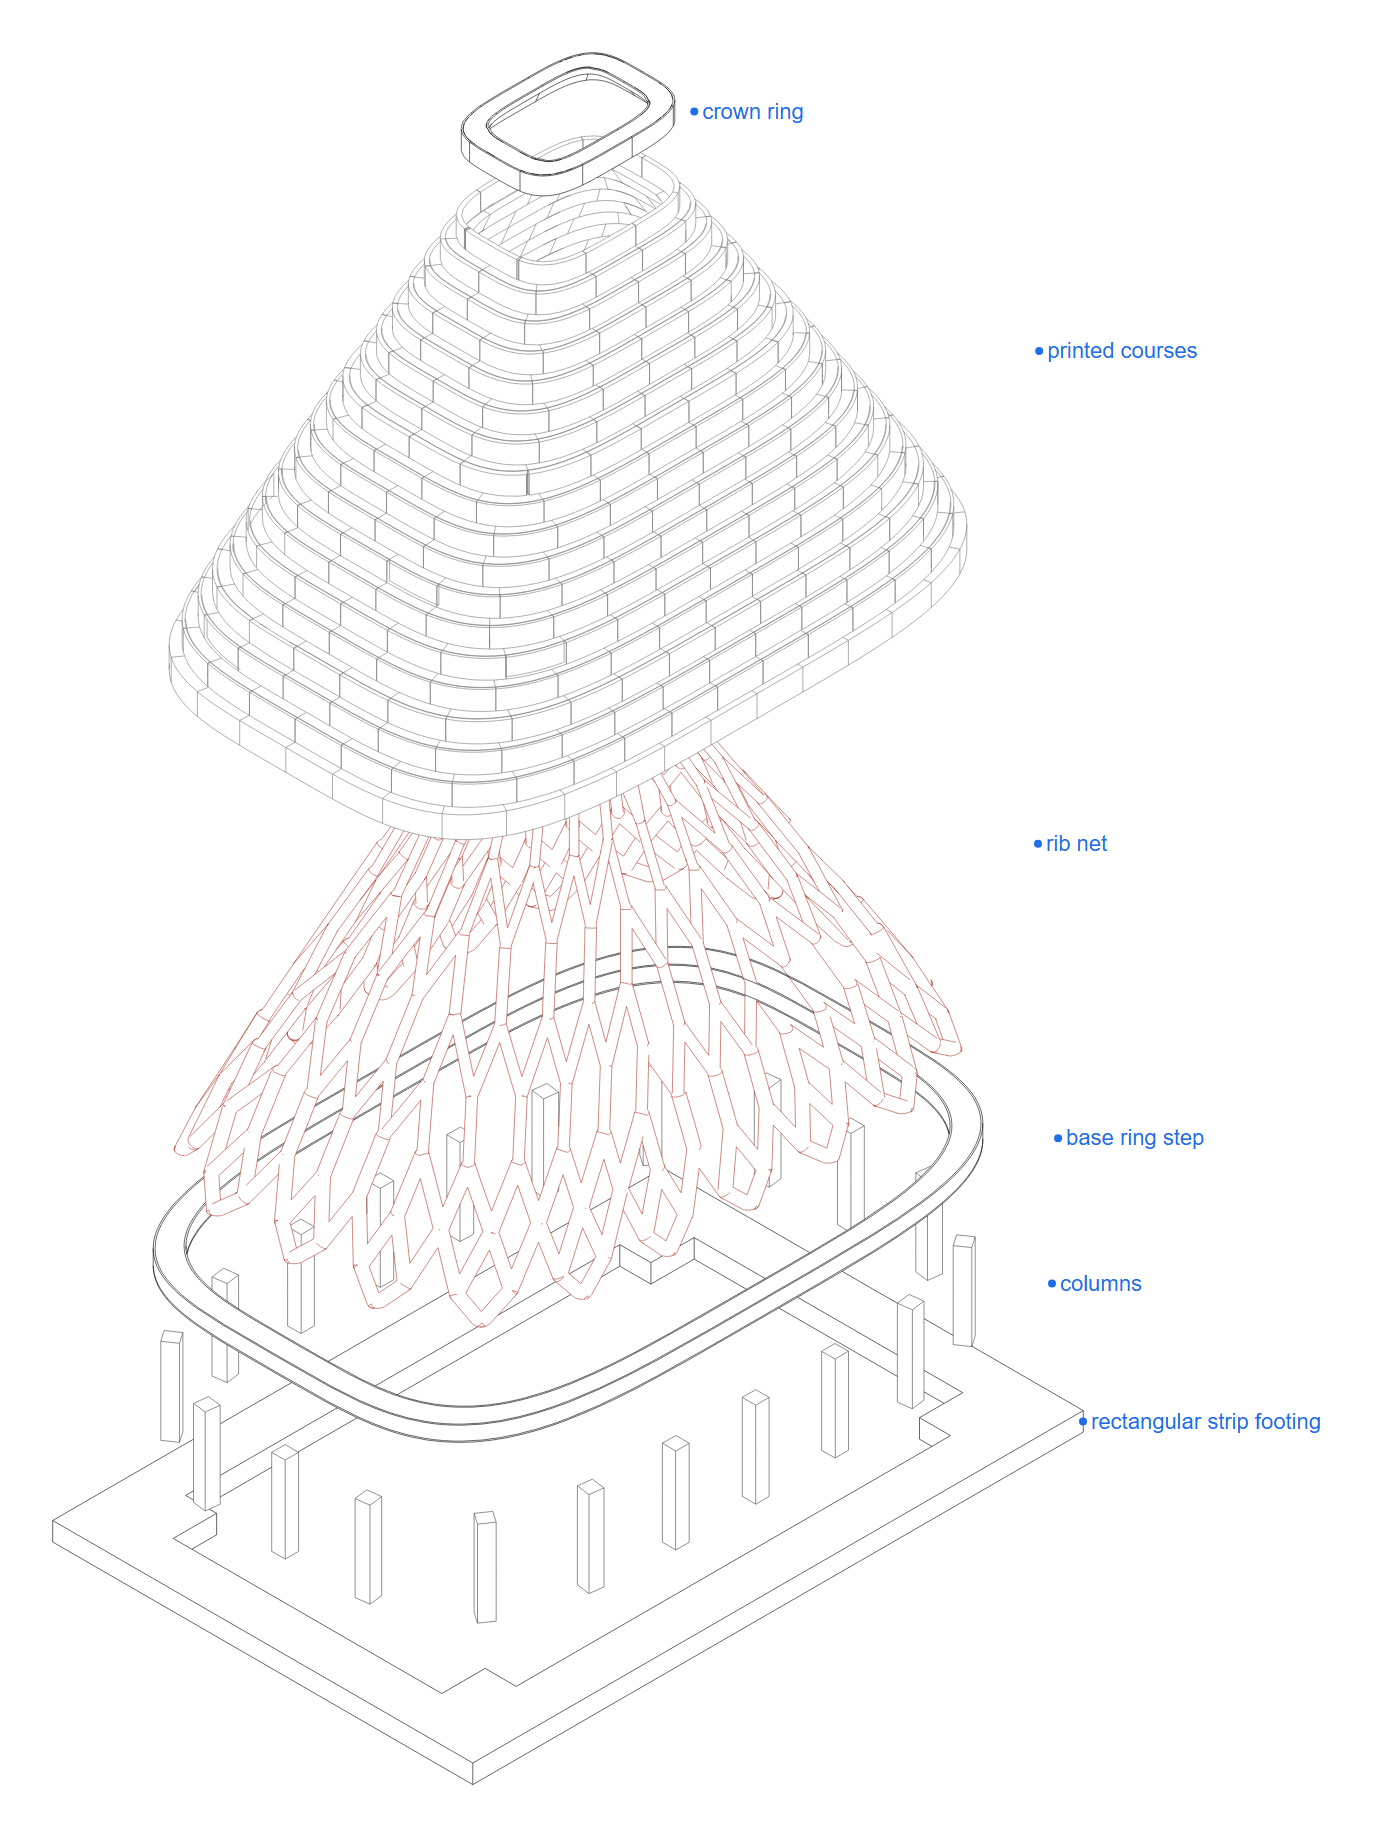 crown ring
printed courses
rib net
base ring step
columns
rectangular strip footing